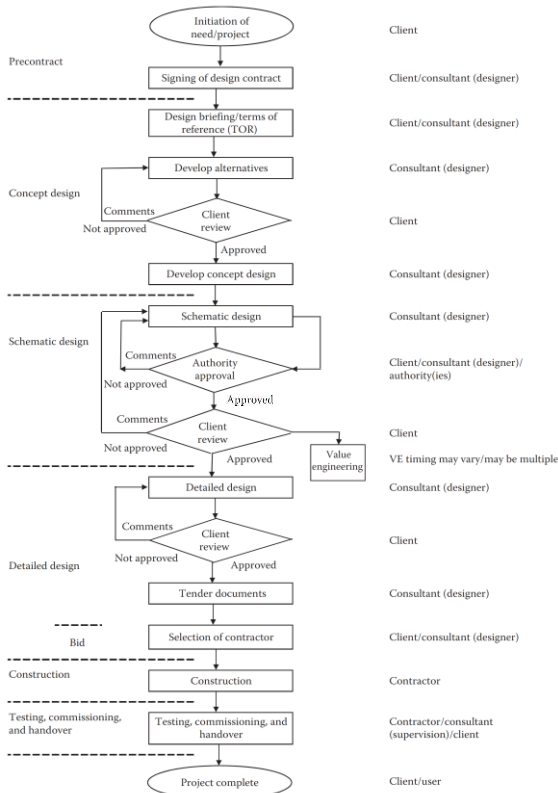 Initiation of
need/project
Client
Precontract
Signing of design contract
Client/consultant (designer)
Design briefing/terms of
reference (TOR)
Client/consultant (designer)
Develop alternatives
Consultant (designer)
Concept design
Comments
Not approved
Client
review
Client
Approved
Develop concept design
Consultant (designer)
Schematic design
Consultant (designer)
Schematic design
Comments
Not approved
Authority
approval
Client/consultant (designer)/
authority(ies)
Approved
Comments
Not approved
Client
review
Client
Approved
Value
engineering
VE timing may vary/may be multiple
Detailed design
Consultant (designer)
Comments
Not approved
Client
review
Client
Approved
Detailed design
Tender documents
Consultant (designer)
Bid
Selection of contractor
Client/consultant (designer)
Construction
Construction
Contractor
Testing, commissioning,
and handover
Testing, commissioning, and
handover
Contractor/consultant
(supervision)/client
Project complete
Client/user